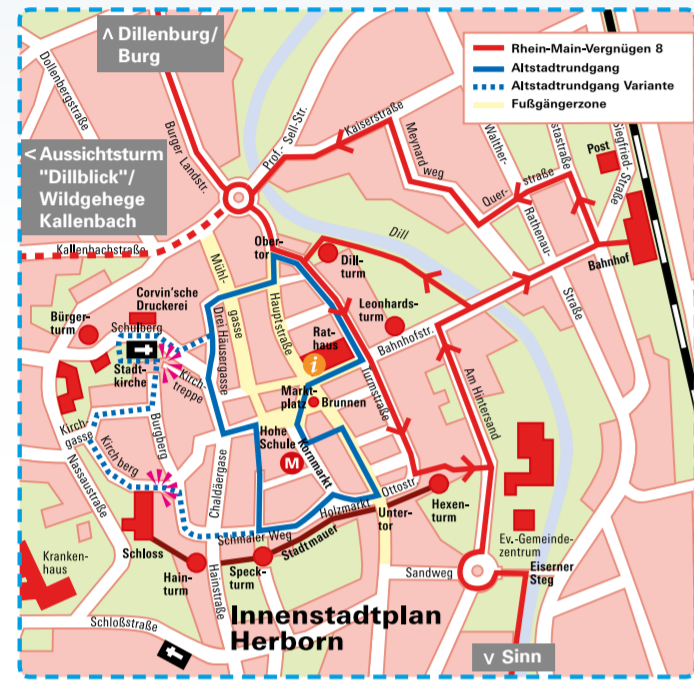 ʌ Dillenburg/
Burg
Rhein-Main-Vergnügen 8
Altstadtrundgang
Altstadtrundgang Variante
Fußgängerzone
Dollenbergstraße
Burger Landstr.
Prof.-Sell-Str.
Kaiserstraße
Meynard weg
Walther-
Rathenau-
Straße
Post
Siegfried-Straße
< Aussichtsturm
"Dillblick"/
Wildgehege
Kallenbach
Quer-
straße
Kallenbachstraße
Ober-
tor
Dill
Dill-
turm
Bahnhof
Mühl-
gasse
Corvin'sche
Druckerei
Bürger-
turm
Schulberg
Drei Häusergasse
Hauptstraße
Leonhards-
turm
Rat-
haus
i
Bahnhofstr.
Stadt-
kirche
Kirch-
treppe
Markt-
platz
Brunnen
Turmstraße
Am Hintersand
Kirch-
gasse
Burgberg
Hohe
Schule
M
Kornmarkt
Kirchberg
Nassaustraße
Chaldäergase
Ottostr.
Holzmarkt
Hexen-
turm
Unter-
tor
Schmaler Weg
Stadtmauer
Schloss
Ev.-Gemeinde-
zentrum
Kranken-
haus
Hain-
turm
Speck-
turm
Sandweg
Eiserner
Steg
Hainstraße
Schloßstraße
Innenstadtplan
Herborn
v Sinn